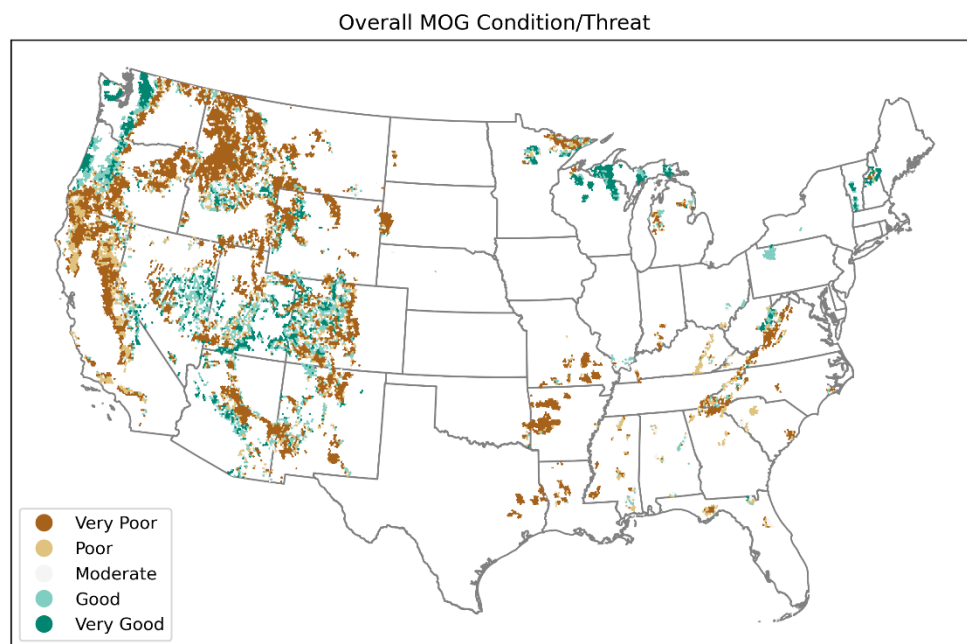 Overall MOG Condition/Threat
Very Poor
Poor
Moderate
Good
Very Good